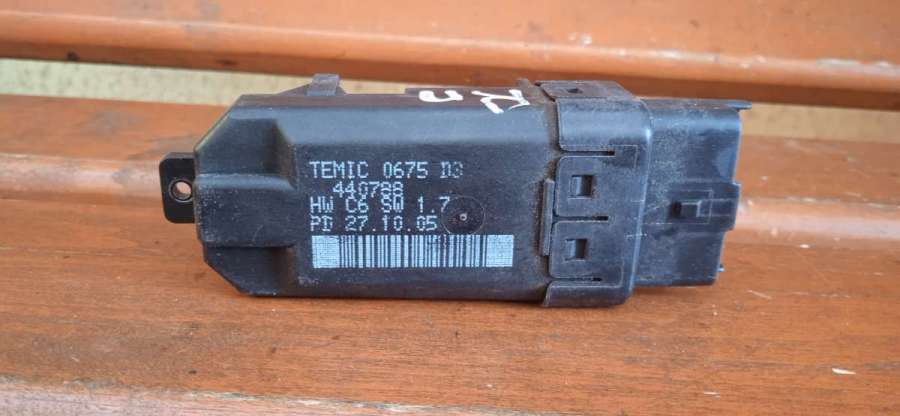 TEMIC 0675 D3
440788
HW C6 SW 1.7
PD 27.10.05